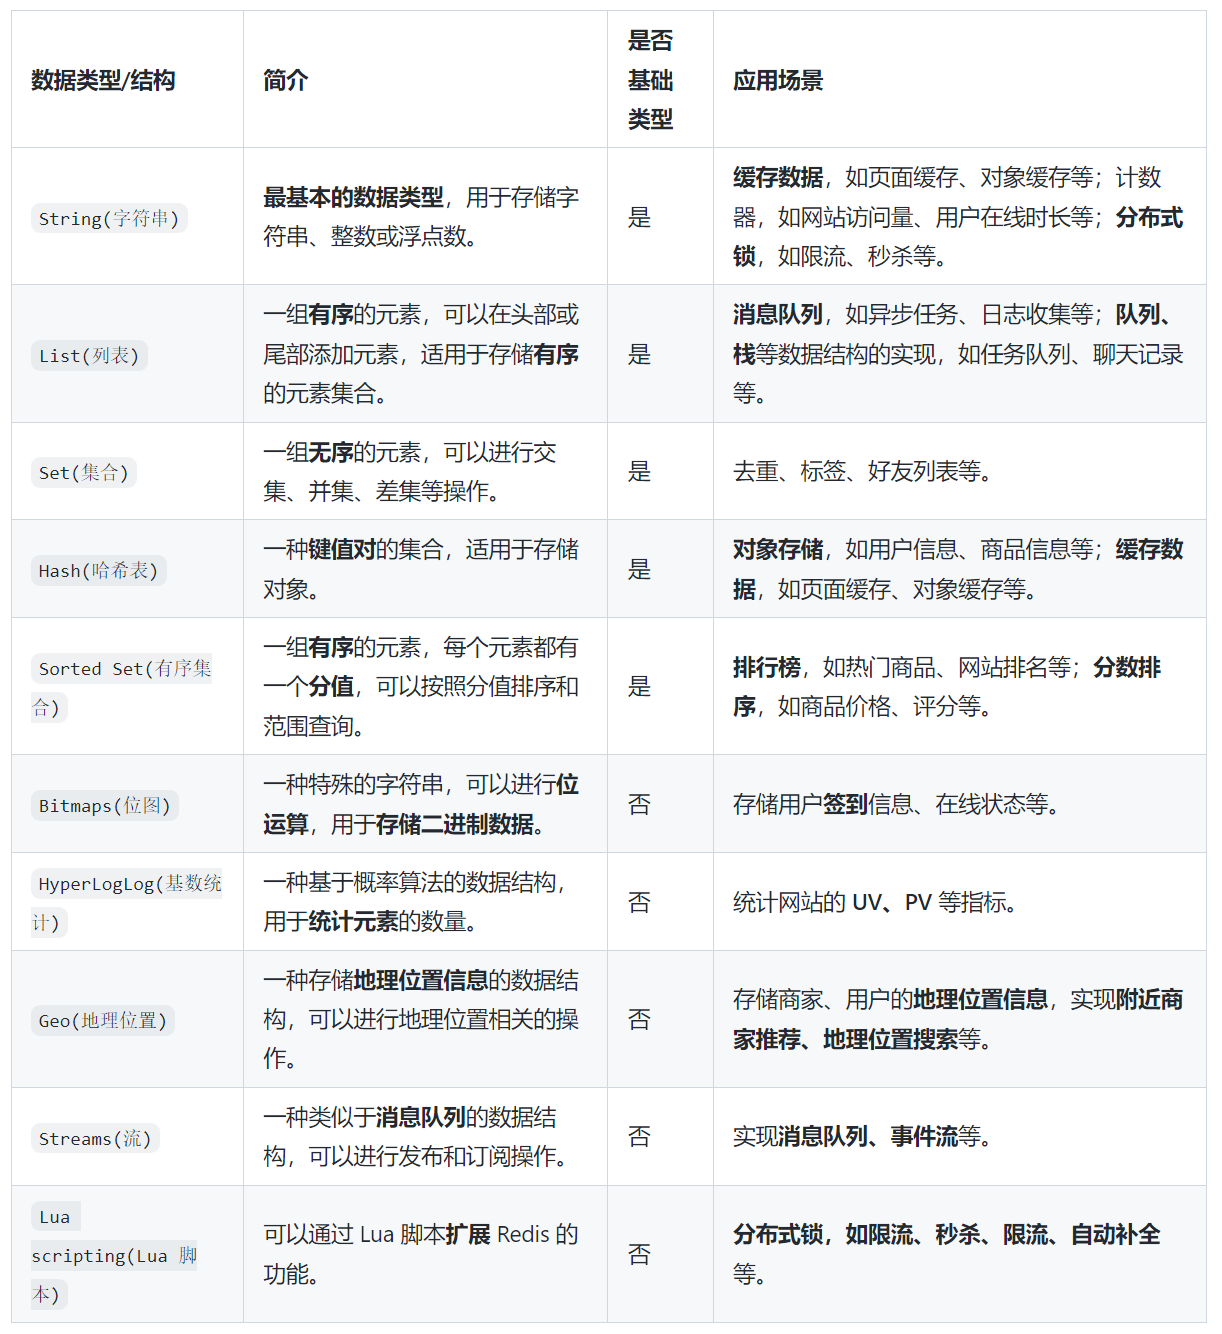 数据类型/结构
简介
是否
基础
类型
应用场景
String(字符串)
最基本的数据类型，用于存储字
符串、整数或浮点数。
是
缓存数据，如页面缓存、对象缓存等；计数
器，如网站访问量、用户在线时长等；分布式
锁，如限流、秒杀等。
List(列表)
一组有序的元素，可以在头部或
尾部添加元素，适用于存储有序
的元素集合。
是
消息队列，如异步任务、日志收集等；队列、
栈等数据结构的实现，如任务队列、聊天记录
等。
Set(集合)
一组无序的元素，可以进行交
集、并集、差集等操作。
是
去重、标签、好友列表等。
Hash(哈希表)
一种键值对的集合，适用于存储
对象。
是
对象存储，如用户信息、商品信息等；缓存数
据，如页面缓存、对象缓存等。
Sorted Set(有序集
合)
一组有序的元素，每个元素都有
一个分值，可以按照分值排序和
范围查询。
是
排行榜，如热门商品、网站排名等；分数排
序，如商品价格、评分等。
Bitmaps(位图)
一种特殊的字符串，可以进行位
运算，用于存储二进制数据。
否
存储用户签到信息、在线状态等。
HyperLogLog(基数统
计)
一种基于概率算法的数据结构，
用于统计元素的数量。
否
统计网站的 UV、PV 等指标。
Geo(地理位置)
一种存储地理位置信息的数据结
构，可以进行地理位置相关的操
作。
否
存储商家、用户的地理位置信息，实现附近商
家推荐、地理位置搜索等。
Streams(流)
一种类似于消息队列的数据结
构，可以进行发布和订阅操作。
否
实现消息队列、事件流等。
Lua
scripting(Lua 脚
本)
可以通过 Lua 脚本扩展 Redis 的
功能。
否
分布式锁，如限流、秒杀、限流、自动补全
等。